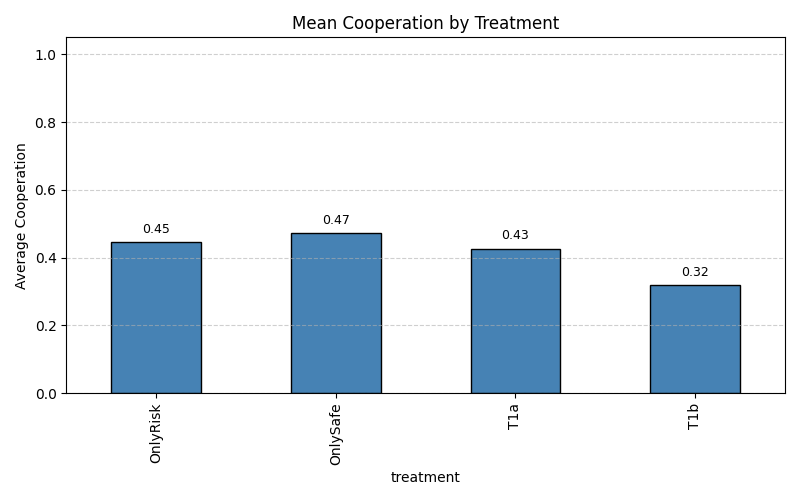 Mean Cooperation by Treatment
Average Cooperation
1.0
0.8
0.6
0.4
0.2
0.0
0.45
0.47
0.43
0.32
OnlyRisk
OnlySafe
T1a
T1b
treatment